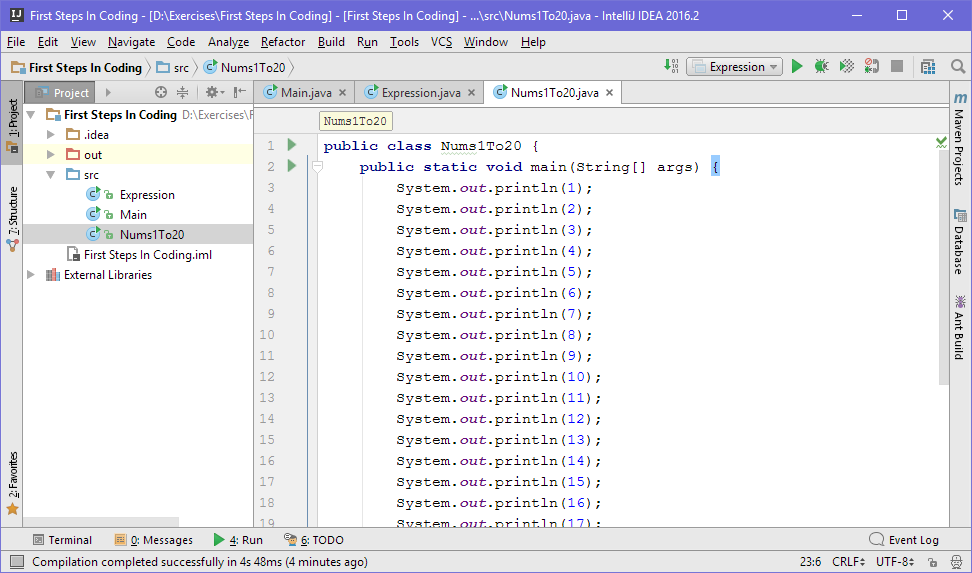 First Steps In Coding - [D:\Exercises\First Steps In Coding] - [First Steps In Coding] - ...\src\Nums1To20.java - IntelliJ IDEA 2016.2
File Edit View Navigate Code Analyze Refactor Build Run Tools VCS Window Help
First Steps In Coding src Nums1To20 Expression
Project
Main.java Expression.java Nums1To20.java
First Steps In Coding D:\Exercises\F
.idea
out
src
Expression
Main
Nums1To20
First Steps In Coding.iml
External Libraries
1: Project
7: Structure
2: Favorites
Nums1To20
1 public class Nums1To20 {
2 public static void main(String[] args) {
3 System.out.println(1);
4 System.out.println(2);
5 System.out.println(3);
6 System.out.println(4);
7 System.out.println(5);
8 System.out.println(6);
9 System.out.println(7);
10 System.out.println(8);
11 System.out.println(9);
12 System.out.println(10);
13 System.out.println(11);
14 System.out.println(12);
15 System.out.println(13);
16 System.out.println(14);
17 System.out.println(15);
18 System.out.println(16);
19 System.out.println(17);
Maven Projects
Database
Ant Build
Terminal 0: Messages 4: Run 6: TODO Event Log
Compilation completed successfully in 4s 48ms (4 minutes ago) 23:6 CRLF UTF-8